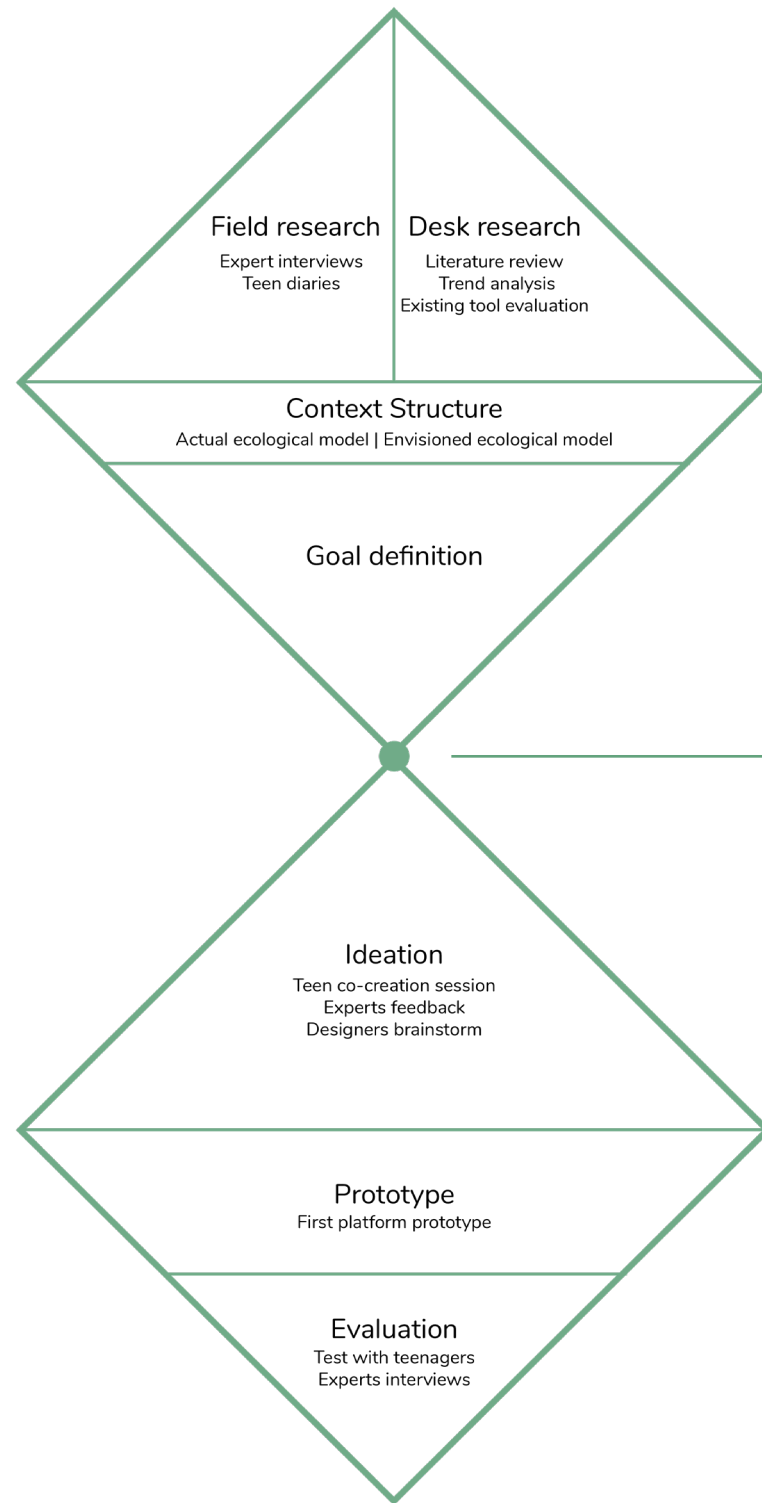 Field research
Expert interviews
Teen diaries
Desk research
Literature review
Trend analysis
Existing tool evaluation
Context Structure
Actual ecological model | Envisioned ecological model
Goal definition
Ideation
Teen co-creation session
Experts feedback
Designers brainstorm
Prototype
First platform prototype
Evaluation
Test with teenagers
Experts interviews